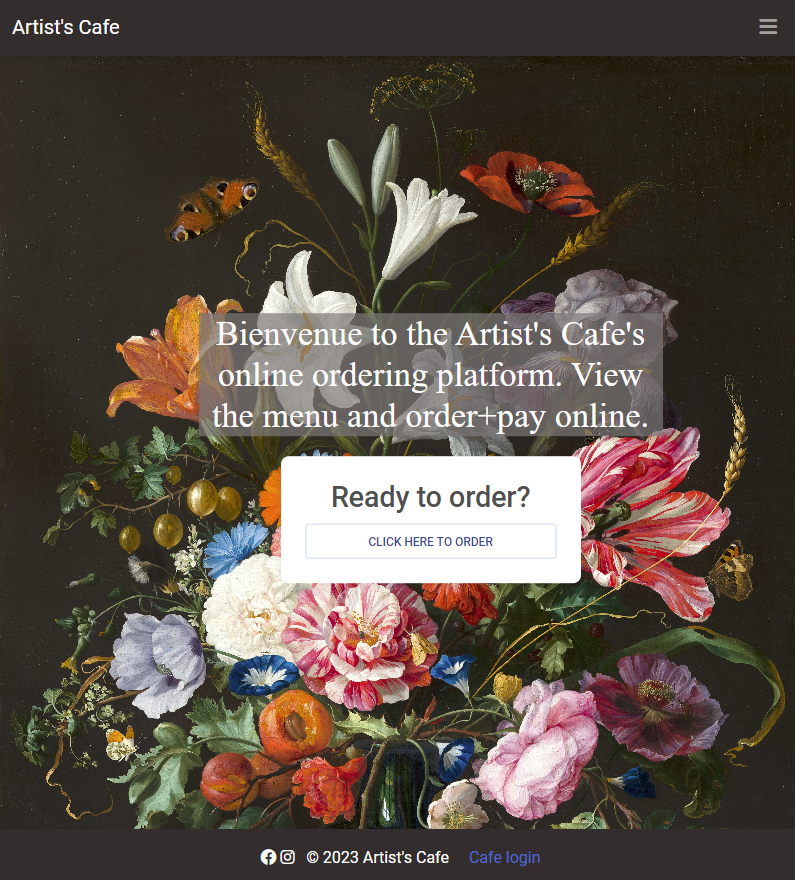 Artist's Cafe
Bienvenue to the Artist's Cafe's
online ordering platform. View
the menu and order+pay online.
Ready to order?
CLICK HERE TO ORDER
© 2023 Artist's Cafe Cafe login